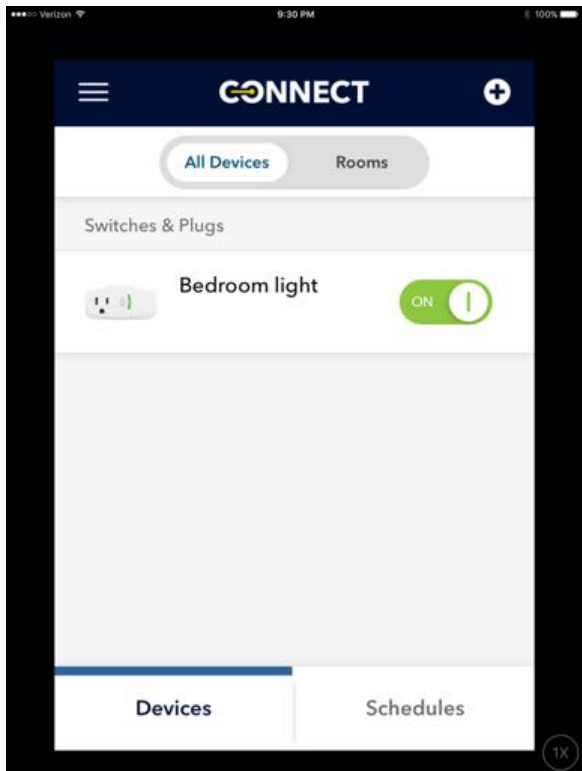 Verizon 9:30 PM 100%
CONNECT
All Devices Rooms
Switches & Plugs
Bedroom light ON
Devices Schedules
1X